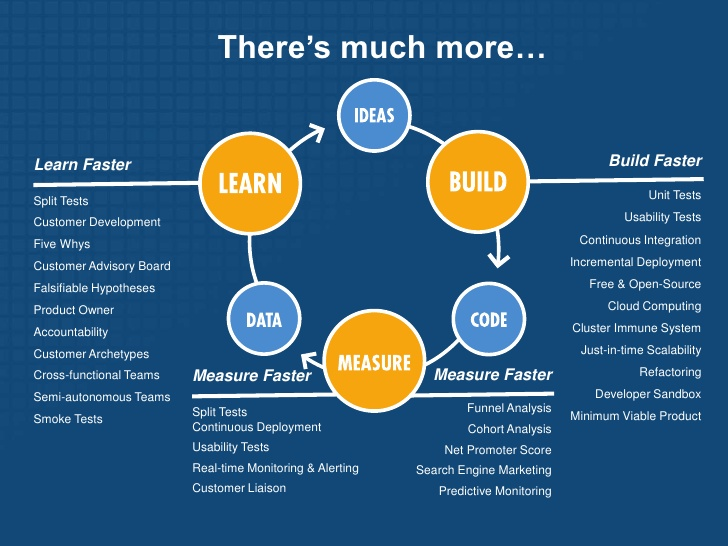 There's much more…
IDEAS
LEARN
BUILD
DATA
CODE
MEASURE
Learn Faster
Split Tests
Customer Development
Five Whys
Customer Advisory Board
Falsifiable Hypotheses
Product Owner
Accountability
Customer Archetypes
Cross-functional Teams
Semi-autonomous Teams
Smoke Tests
Build Faster
Unit Tests
Usability Tests
Continuous Integration
Incremental Deployment
Free & Open-Source
Cloud Computing
Cluster Immune System
Just-in-time Scalability
Refactoring
Developer Sandbox
Minimum Viable Product
Measure Faster
Split Tests
Continuous Deployment
Usability Tests
Real-time Monitoring & Alerting
Customer Liaison
Measure Faster
Funnel Analysis
Cohort Analysis
Net Promoter Score
Search Engine Marketing
Predictive Monitoring